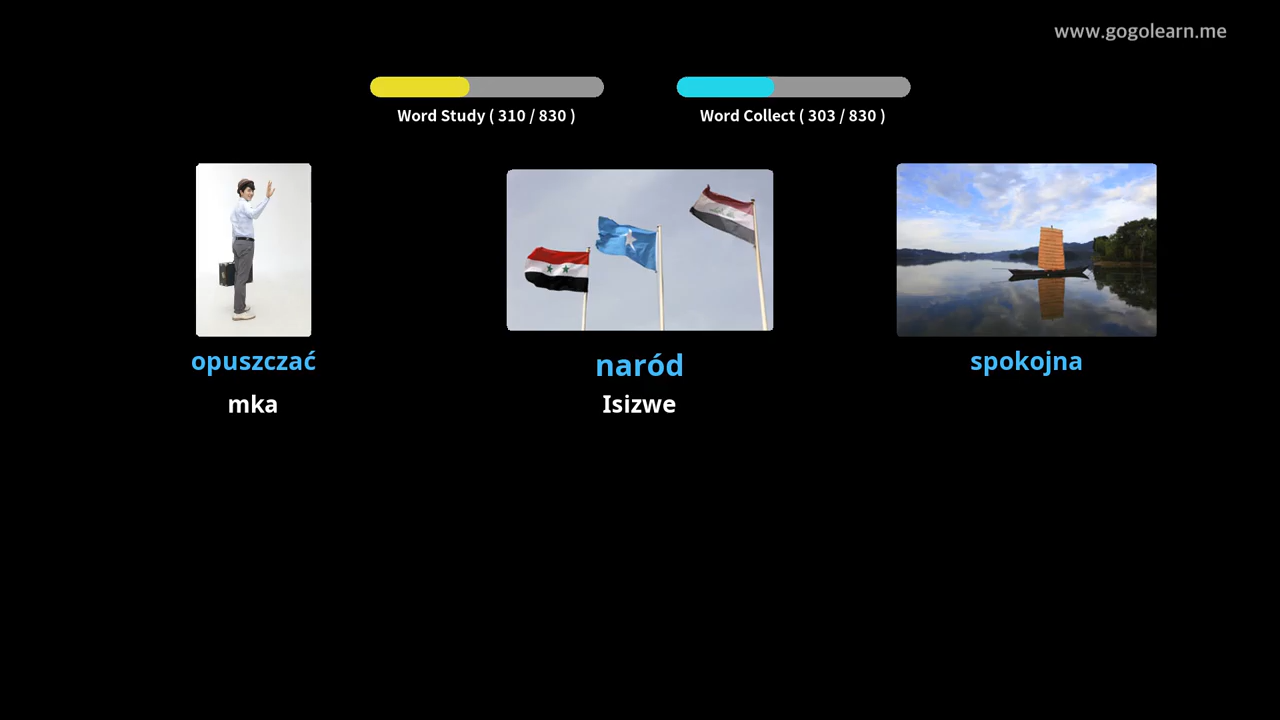 www.gogolearn.me
Word Study ( 310 / 830 )
Word Collect ( 303 / 830 )
opuszczać
mka
naród
Isizwe
spokojna